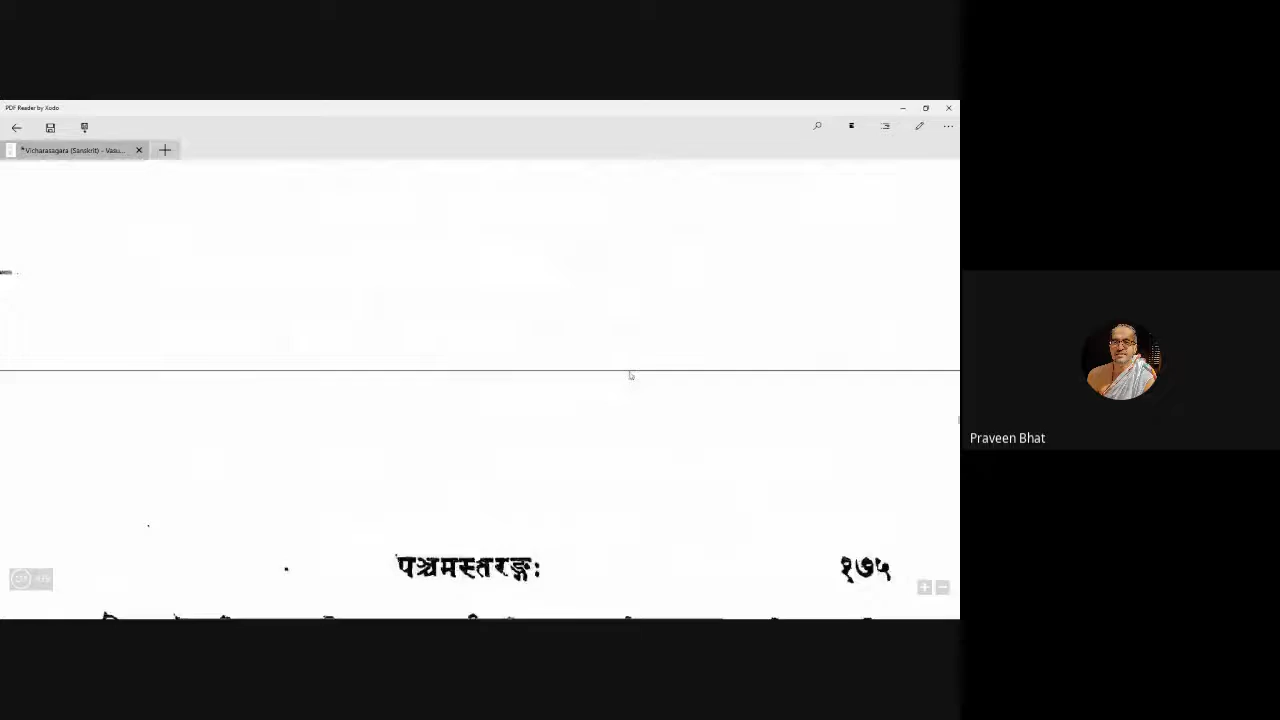 PDF Reader by Xodo
*Vicharasagara (Sanskrit) - Vasu...
पञ्चमस्तरङ्गः
१७५
Praveen Bhat